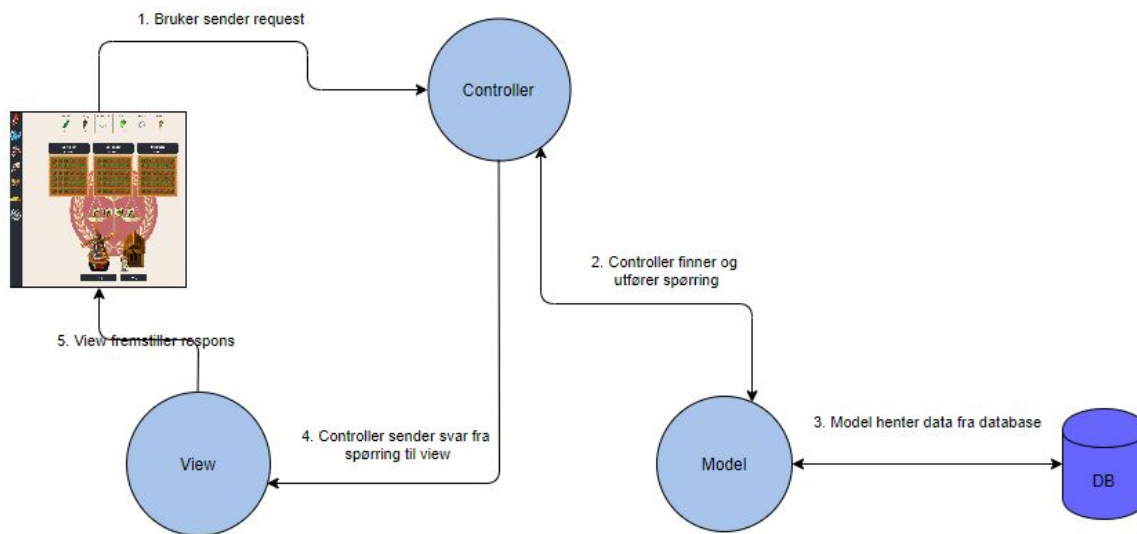 1. Bruker sender request
Controller
2. Controller finner og
utfører spørring
5. View fremstiller respons
4. Controller sender svar fra
spørring til view
3. Model henter data fra database
View
Model
DB